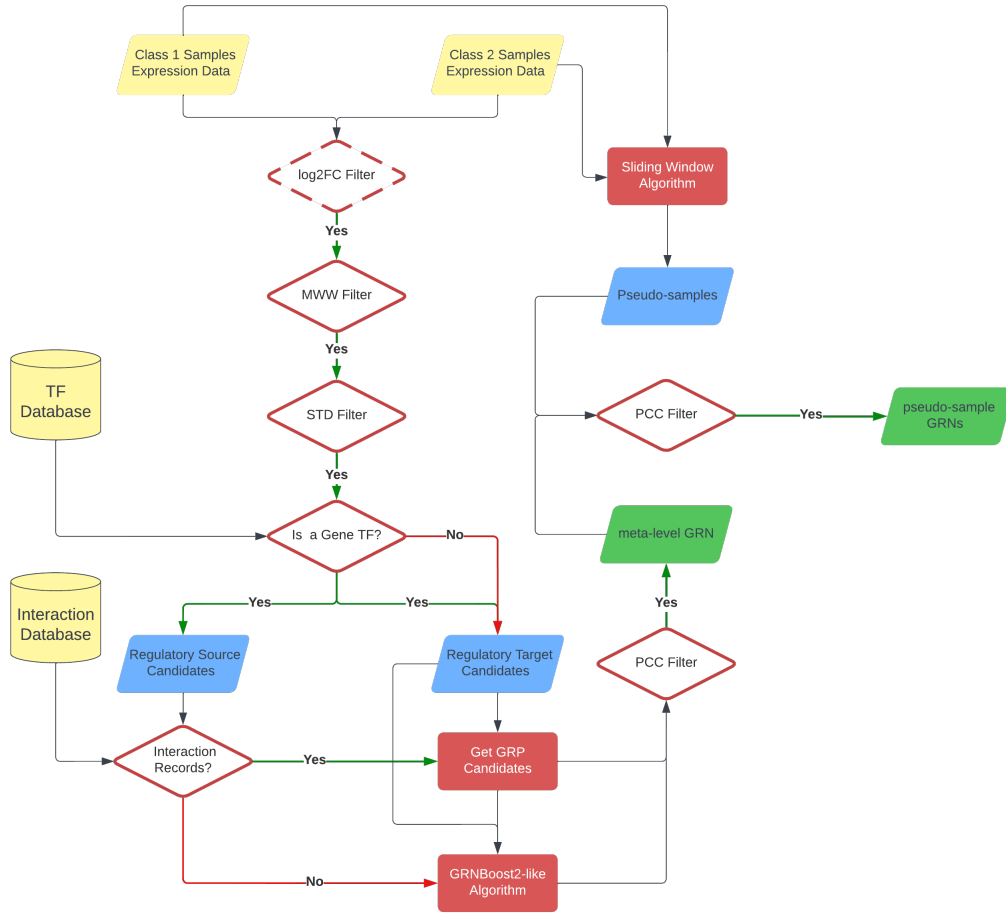 Class 1 Samples
Expression Data
Class 2 Samples
Expression Data
log2FC Filter
Sliding Window
Algorithm
Yes
MWW Filter
Pseudo-samples
Yes
TF
Database
STD Filter
PCC Filter
Yes
pseudo-sample
GRNs
Yes
Is a Gene TF?
No
meta-level GRN
Interaction
Database
Yes
Yes
Yes
Regulatory Source
Candidates
Regulatory Target
Candidates
PCC Filter
Interaction
Records?
Yes
Get GRP
Candidates
No
GRNBoost2-like
Algorithm